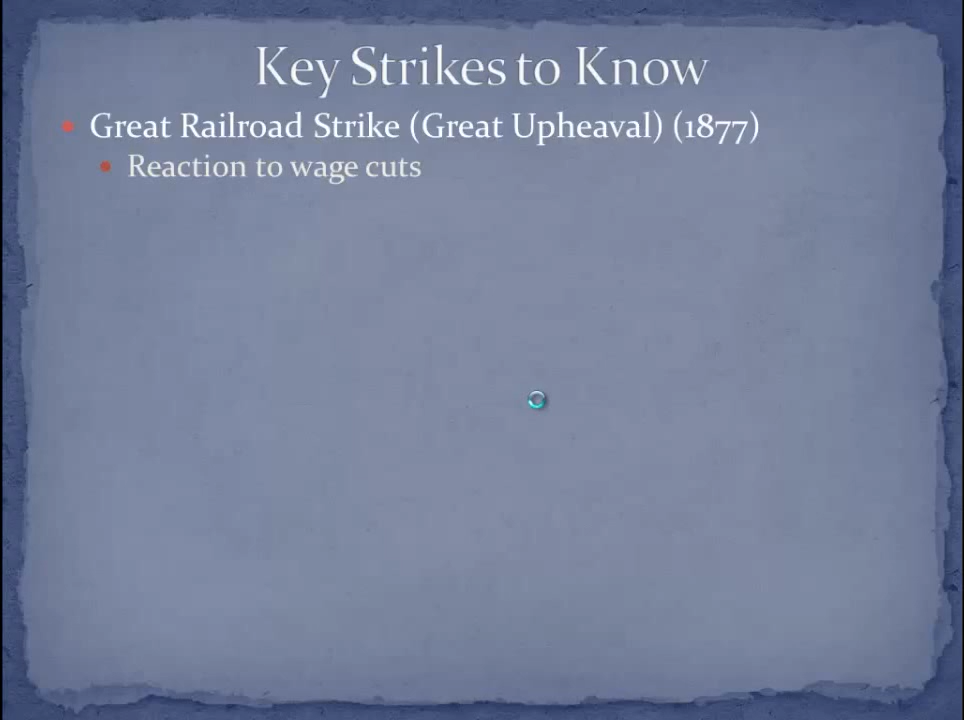 Key Strikes to Know
• Great Railroad Strike (Great Upheaval) (1877)
• Reaction to wage cuts